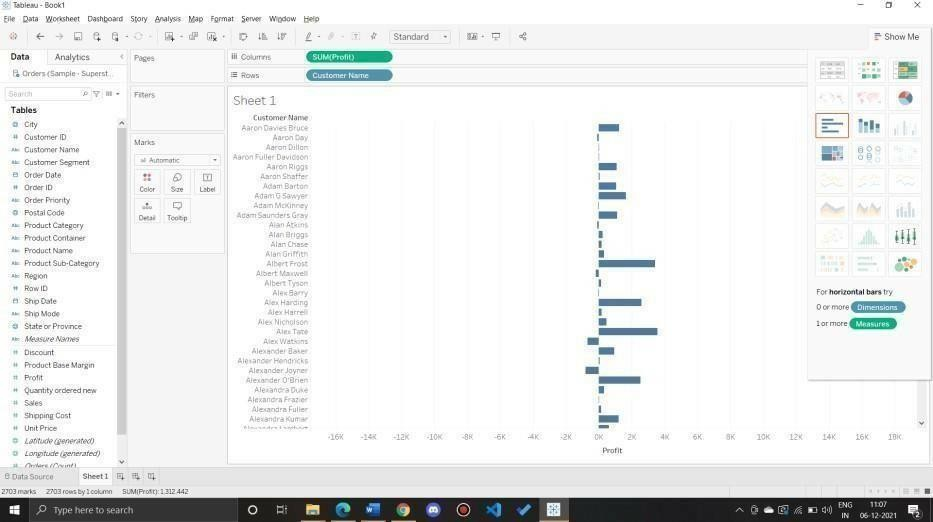 Tableau - Book1
File Data Worksheet Dashboard Story Analysis Map Format Server Window Help
Standard
Show Me
Data Analytics
Orders (Sample - Superst...
Search
Tables
City
Customer ID
Customer Name
Customer Segment
Order Date
Order ID
Order Priority
Postal Code
Product Category
Product Container
Product Name
Product Sub-Category
Region
Row ID
Ship Date
Ship Mode
State or Province
Measure Names
Discount
Product Base Margin
Profit
Quantity ordered new
Sales
Shipping Cost
Unit Price
Latitude (generated)
Longitude (generated)
Orders (Count)
Pages
Filters
Marks
Automatic
Color Size Label
Detail Tooltip
Columns SUM(Profit)
Rows Customer Name
Sheet 1
Customer Name
Aaron Davies Bruce
Aaron Day
Aaron Dillon
Aaron Fuller Davidson
Aaron Riggs
Aaron Shaffer
Adam Barton
Adam G Sawyer
Adam McKinney
Adam Saunders Gray
Alan Atkins
Alan Briggs
Alan Chase
Alan Griffith
Albert Frost
Albert Maxwell
Albert Tyson
Alex Barry
Alex Harding
Alex Harrell
Alex Nicholson
Alex Tate
Alex Watkins
Alexander Baker
Alexander Hendricks
Alexander Joyner
Alexander O'Brien
Alexandra Duke
Alexandra Frazier
Alexandra Fuller
Alexandra Kumar
Alexandra Lambert
-16K -14K -12K -10K -8K -6K -4K -2K 0K 2K 4K 6K 8K 10K 12K 14K 16K 18K
Profit
For horizontal bars try
0 or more Dimensions
1 or more Measures
Data Source Sheet 1
2703 marks 2703 rows by 1 column SUM(Profit): 1,312,442
Type here to search
ENG
IN
11:07
06-12-2021
2